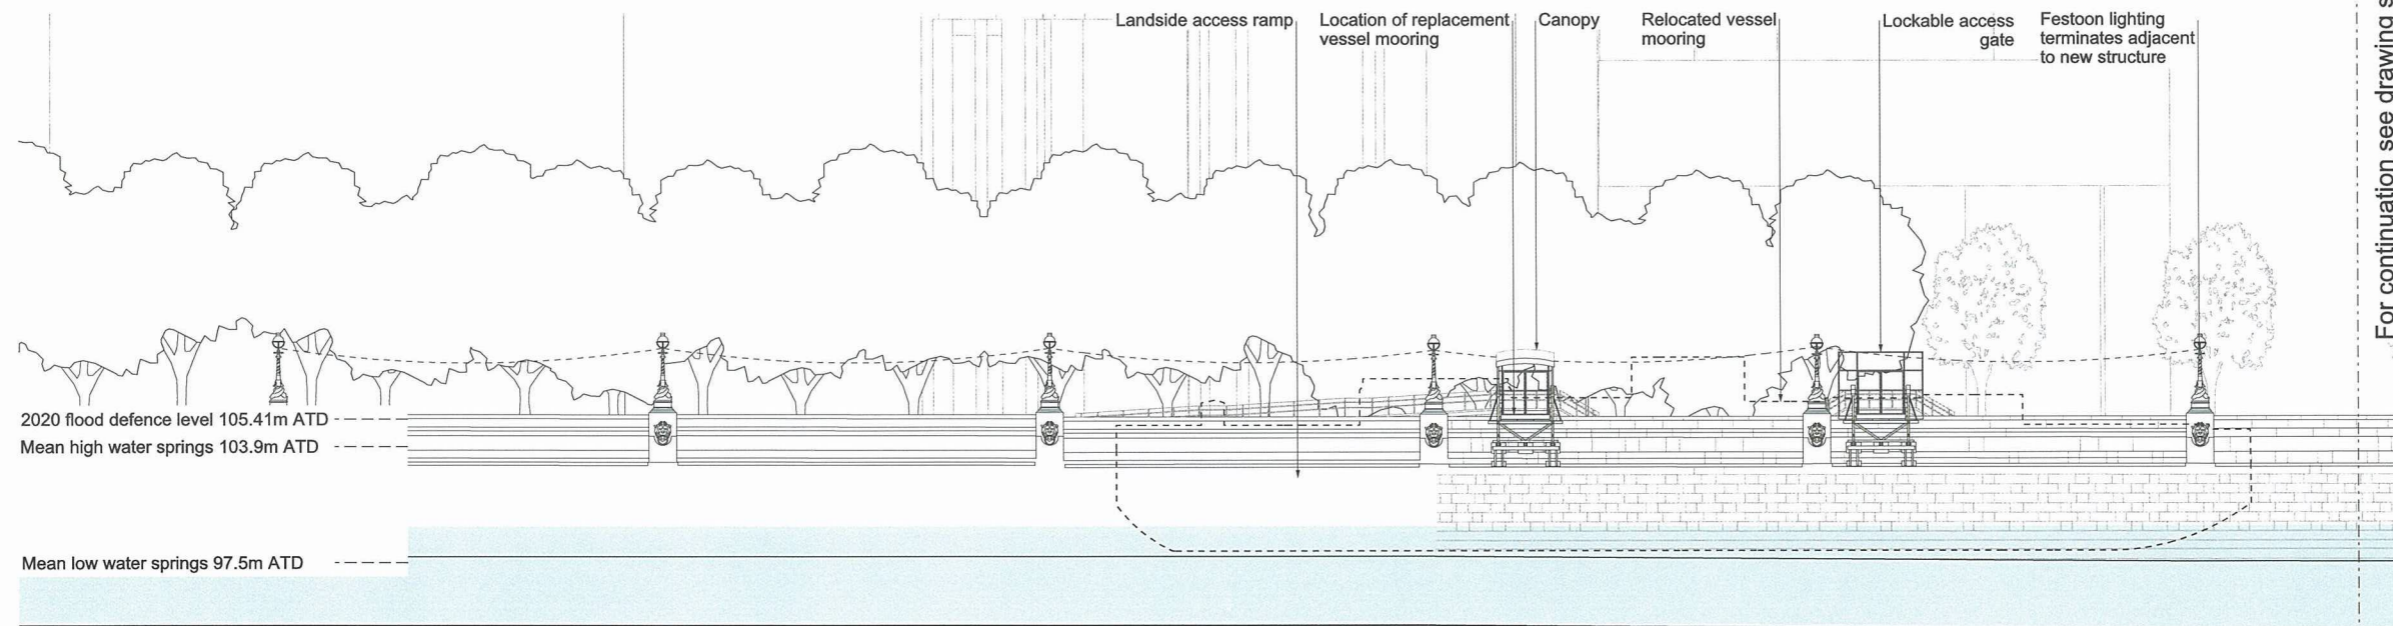 Landside access ramp
Location of replacement
vessel mooring
Canopy
Relocated vessel
mooring
Lockable access
gate
Festoon lighting
terminates adjacent
to new structure
2020 flood defence level 105.41m ATD
Mean high water springs 103.9m ATD
Mean low water springs 97.5m ATD
For continuation see drawing